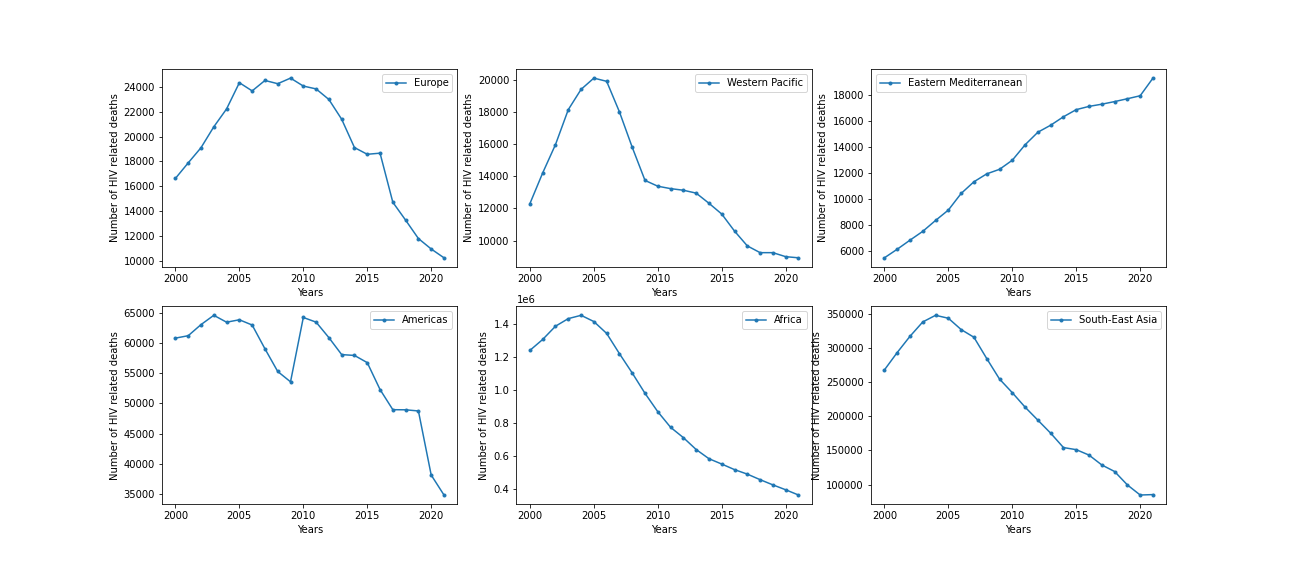 Europe
Number of HIV related deaths
24000
22000
20000
18000
16000
14000
12000
10000
2000 2005 2010 2015 2020
Years
Western Pacific
Number of HIV related deaths
20000
18000
16000
14000
12000
10000
2000 2005 2010 2015 2020
Years
Eastern Mediterranean
Number of HIV related deaths
18000
16000
14000
12000
10000
8000
6000
2000 2005 2010 2015 2020
Years
Americas
Number of HIV related deaths
65000
60000
55000
50000
45000
40000
35000
2000 2005 2010 2015 2020
Years
1e6
Africa
Number of HIV related deaths
1.4
1.2
1.0
0.8
0.6
0.4
2000 2005 2010 2015 2020
Years
South-East Asia
Number of HIV related deaths
350000
300000
250000
200000
150000
100000
2000 2005 2010 2015 2020
Years